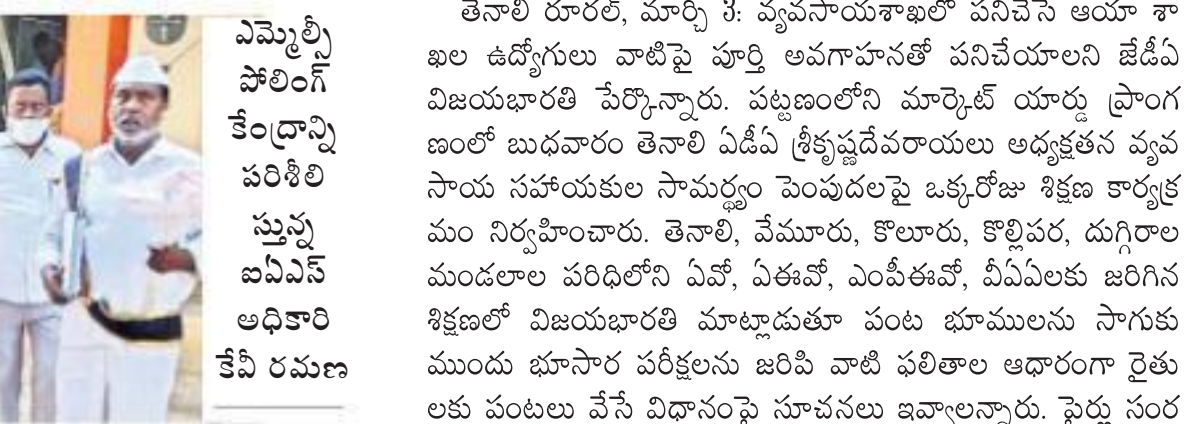 ఎమ్మెల్సీ
పోలింగ్
కేంద్రాన్ని
పరిశీలి
స్తున్న
ఐఏఎస్
అధికారి
కేవీ రమణ
తెనాలి రూరల్, మార్చి 3: వ్యవసాయశాఖలో పనిచేసే ఆయా శా
ఖల ఉద్యోగులు వాటిపై పూర్తి అవగాహనతో పనిచేయాలని జేడీఏ
విజయభారతి పేర్కొన్నారు. పట్టణంలోని మార్కెట్ యార్డు ప్రాంగ
ణంలో బుధవారం తెనాలి ఏడీఏ శ్రీకృష్ణదేవరాయలు అధ్యక్షతన వ్యవ
సాయ సహాయకుల సామర్థ్యం పెంపుదలపై ఒక్కరోజు శిక్షణ కార్యక్ర
మం నిర్వహించారు. తెనాలి, వేమూరు, కొలూరు, కొల్లిపర, దుగ్గిరాల
మండలాల పరిధిలోని ఏవో, ఏఈవో, ఎంపీఈవో, వీఏఏలకు జరిగిన
శిక్షణలో విజయభారతి మాట్లాడుతూ పంట భూములను సాగుకు
ముందు భూసార పరీక్షలను జరిపి వాటి ఫలితాల ఆధారంగా రైతు
లకు పంటలు వేసే విధానంపై సూచనలు ఇవ్వాలన్నారు. పైర్లు సంర